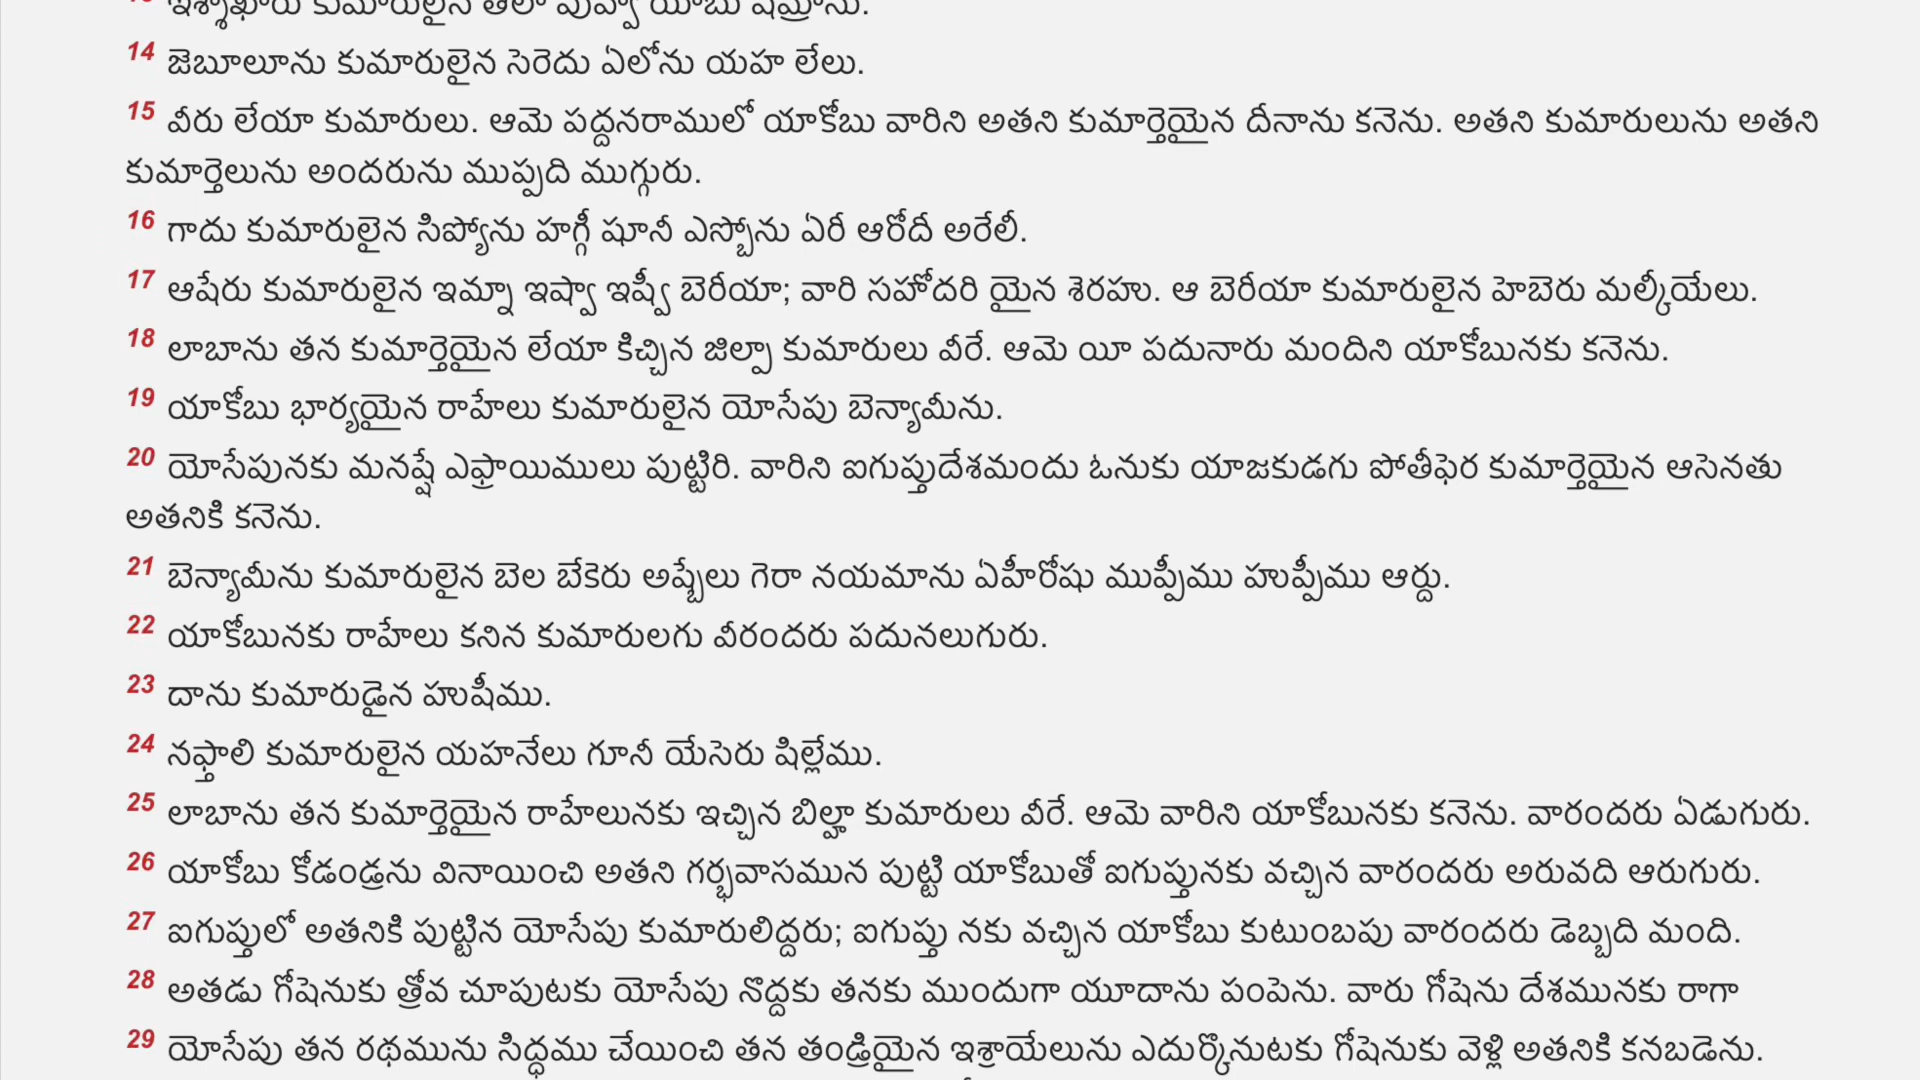 ఇశ్శాఖారు కుమారులైన తోలా పువ్వా యోబు షిమ్రోను.
14 జెబూలూను కుమారులైన సెరెదు ఏలోను యహ లేలు.
15 వీరు లేయా కుమారులు. ఆమె పద్దనరాములో యాకోబు వారిని అతని కుమార్తెయైన దీనాను కనెను. అతని కుమారులును అతని
కుమార్తెలును అందరును ముప్పది ముగ్గురు.
16 గాదు కుమారులైన సిప్యోను హగ్గీ షూనీ ఎస్బోను ఏరీ ఆరోదీ అరేలీ.
17 ఆషేరు కుమారులైన ఇమ్నా ఇష్వా ఇష్వీ బెరీయా; వారి సహోదరి యైన శెరహు. ఆ బెరీయా కుమారులైన హెబెరు మల్కీయేలు.
18 లాబాను తన కుమార్తెయైన లేయా కిచ్చిన జిల్పా కుమారులు వీరే. ఆమె యీ పదునారు మందిని యాకోబునకు కనెను.
19 యాకోబు భార్యయైన రాహేలు కుమారులైన యోసేపు బెన్యామీను.
20 యోసేపునకు మనష్షే ఎఫ్రాయిములు పుట్టిరి. వారిని ఐగుప్తుదేశమందు ఓనుకు యాజకుడగు పోతీఫెర కుమార్తెయైన ఆసెనతు
అతనికి కనెను.
21 బెన్యామీను కుమారులైన బెల బేకెరు అష్బేలు గెరా నయమాను ఏహీరోషు ముప్పీము హుప్పీము ఆర్దు.
22 యాకోబునకు రాహేలు కనిన కుమారులగు వీరందరు పదునలుగురు.
23 దాను కుమారుడైన హుషీము.
24 నఫ్తాలి కుమారులైన యహనేలు గూనీ యేసెరు షిల్లేము.
25 లాబాను తన కుమార్తెయైన రాహేలునకు ఇచ్చిన బిల్హా కుమారులు వీరే. ఆమె వారిని యాకోబునకు కనెను. వారందరు ఏడుగురు.
26 యాకోబు కోడండ్రను వినాయించి అతని గర్భవాసమున పుట్టి యాకోబుతో ఐగుప్తునకు వచ్చిన వారందరు అరువది ఆరుగురు.
27 ఐగుప్తులో అతనికి పుట్టిన యోసేపు కుమారులిద్దరు; ఐగుప్తు నకు వచ్చిన యాకోబు కుటుంబపు వారందరు డెబ్బది మంది.
28 అతడు గోషెనుకు త్రోవ చూపుటకు యోసేపు నొద్దకు తనకు ముందుగా యూదాను పంపెను. వారు గోషెను దేశమునకు రాగా
29 యోసేపు తన రథమును సిద్ధము చేయించి తన తండ్రియైన ఇశ్రాయేలును ఎదుర్కొనుటకు గోషెనుకు వెళ్లి అతనికి కనబడెను.